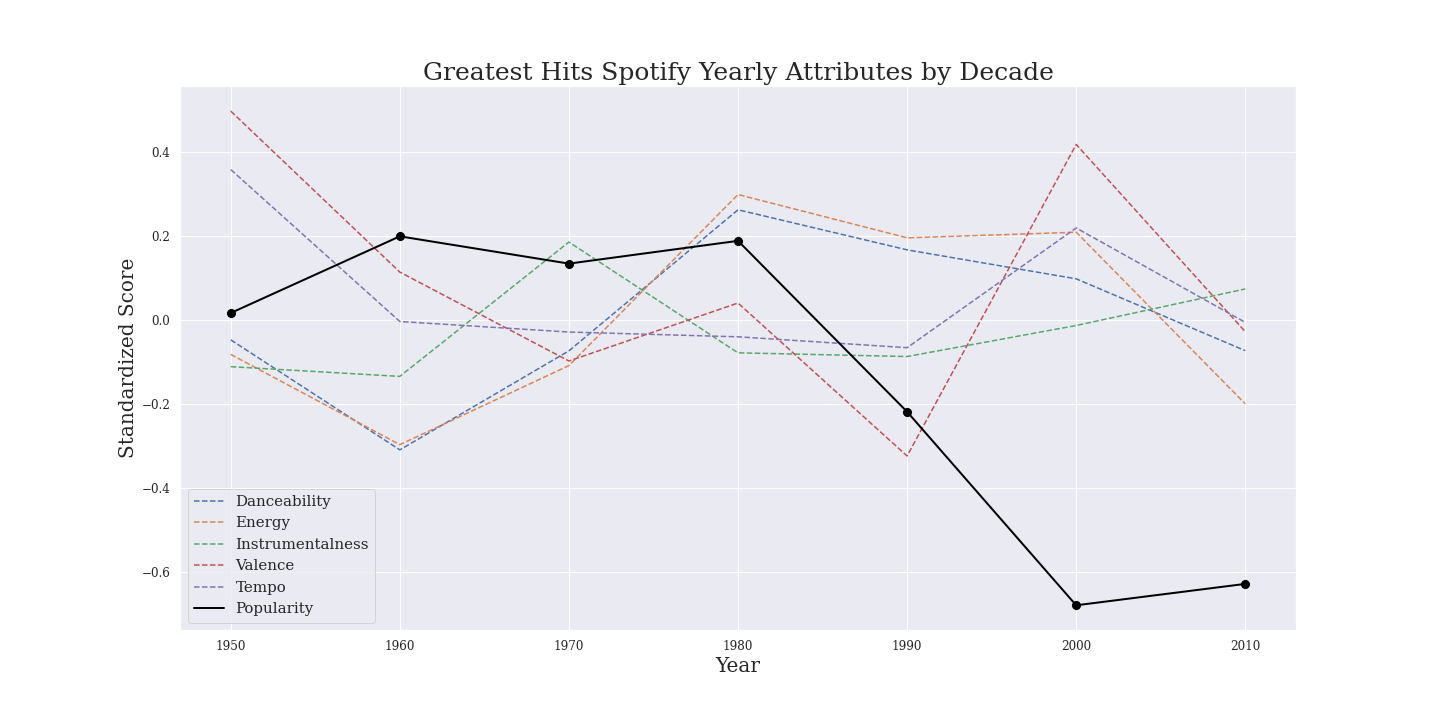 Greatest Hits Spotify Yearly Attributes by Decade
Standardized Score
0.4
0.2
0.0
−0.2
−0.4
−0.6
Danceability
Energy
Instrumentalness
Valence
Tempo
Popularity
1950 1960 1970 1980 1990 2000 2010
Year